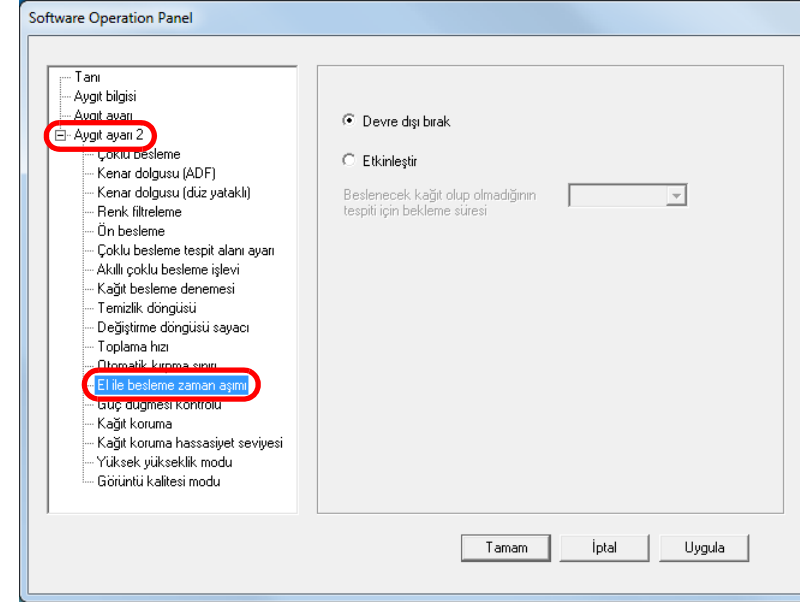 Software Operation Panel
Tanı
Aygıt bilgisi
Aygıt ayarı
Aygıt ayarı 2
Çoklu besleme
Kenar dolgusu (ADF)
Kenar dolgusu (düz yataklı)
Renk filtreleme
Ön besleme
Çoklu besleme tespit alanı ayarı
Akıllı çoklu besleme işlevi
Kağıt besleme denemesi
Temizlik döngüsü
Değiştirme döngüsü sayacı
Toplama hızı
Otomatik kırpma sınırı
El ile besleme zaman aşımı
Güç düğmesi kontrolü
Kağıt koruma
Kağıt koruma hassasiyet seviyesi
Yüksek yükseklik modu
Görüntü kalitesi modu
Devre dışı bırak
Etkinleştir
Beslenecek kağıt olup olmadığının
tespiti için bekleme süresi
Tamam
İptal
Uygula